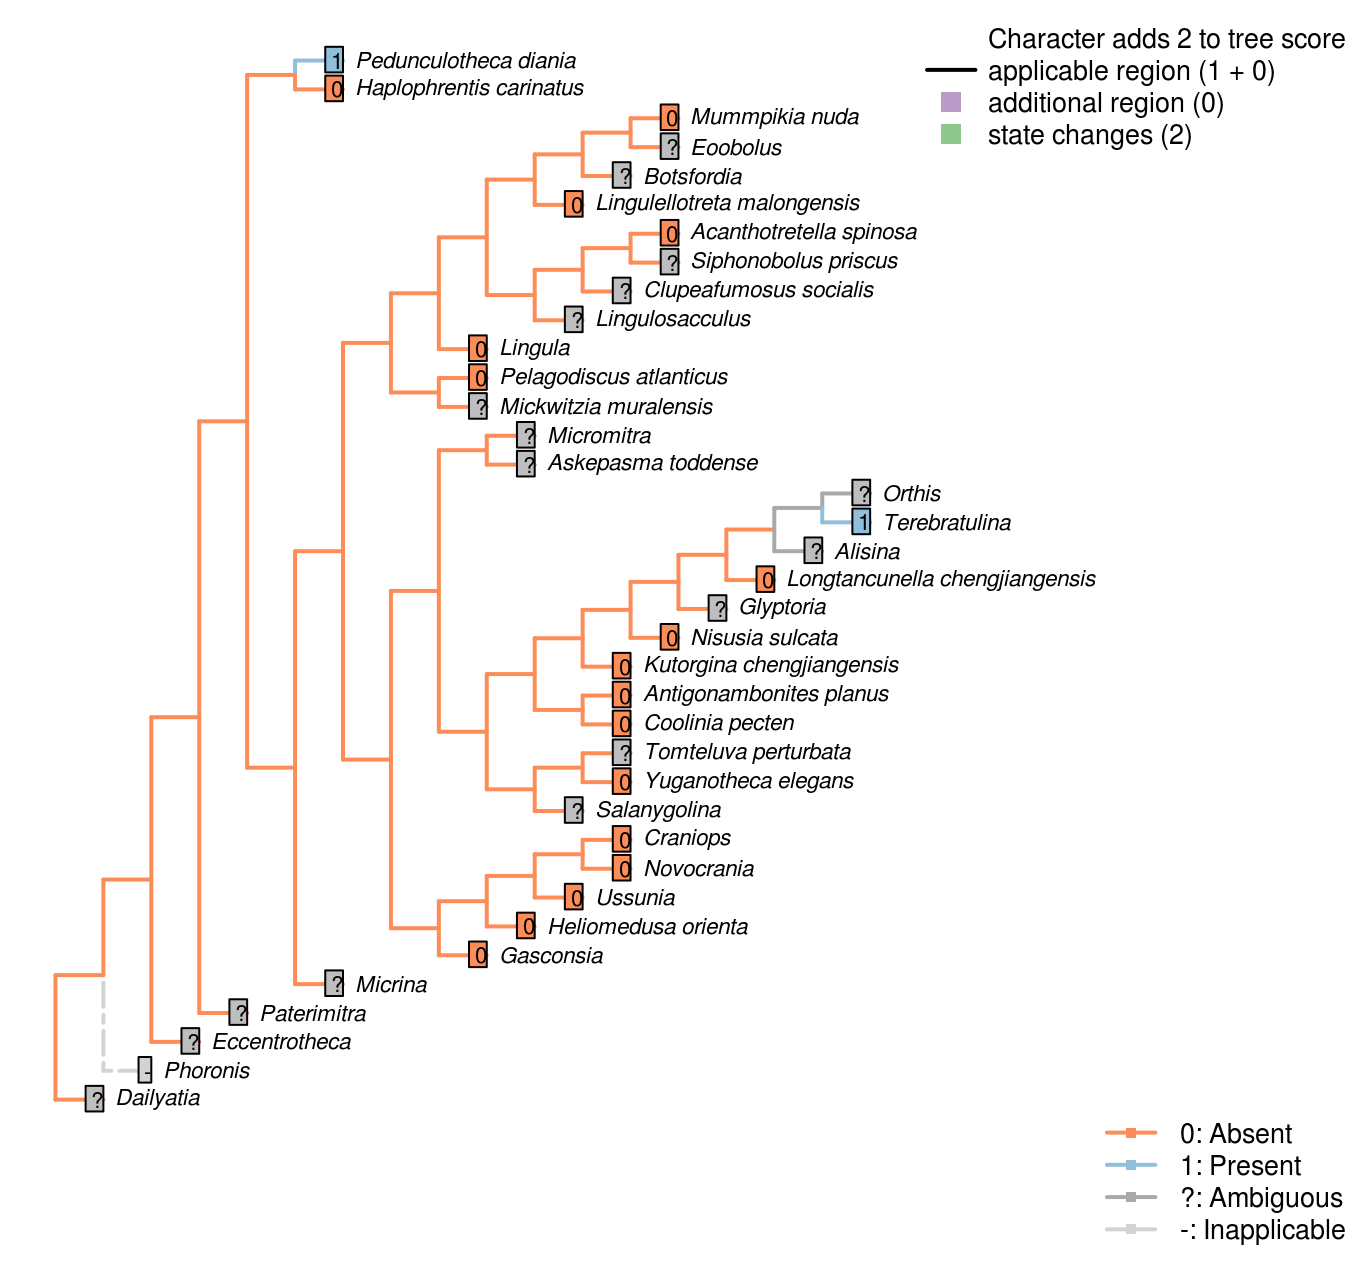 Character adds 2 to tree score
applicable region (1 + 0)
additional region (0)
state changes (2)
1 Pedunculotheca diania
0 Haplophrentis carinatus
0 Mummpikia nuda
? Eoobolus
? Botsfordia
0 Lingulellotreta malongensis
0 Acanthotretella spinosa
? Siphonobolus priscus
? Clupeafumosus socialis
? Lingulosacculus
0 Lingula
0 Pelagodiscus atlanticus
? Mickwitzia muralensis
? Micromitra
? Askepasma toddense
? Orthis
1 Terebratulina
? Alisina
0 Longtancunella chengjiangensis
? Glyptoria
0 Nisusia sulcata
0 Kutorgina chengjiangensis
0 Antigonambonites planus
0 Coolinia pecten
? Tomteluva perturbata
0 Yuganotheca elegans
? Salanygolina
0 Craniops
0 Novocrania
0 Ussunia
0 Heliomedusa orienta
0 Gasconsia
? Micrina
? Paterimitra
? Eccentrotheca
- Phoronis
? Dailyatia
0: Absent
1: Present
?: Ambiguous
-: Inapplicable